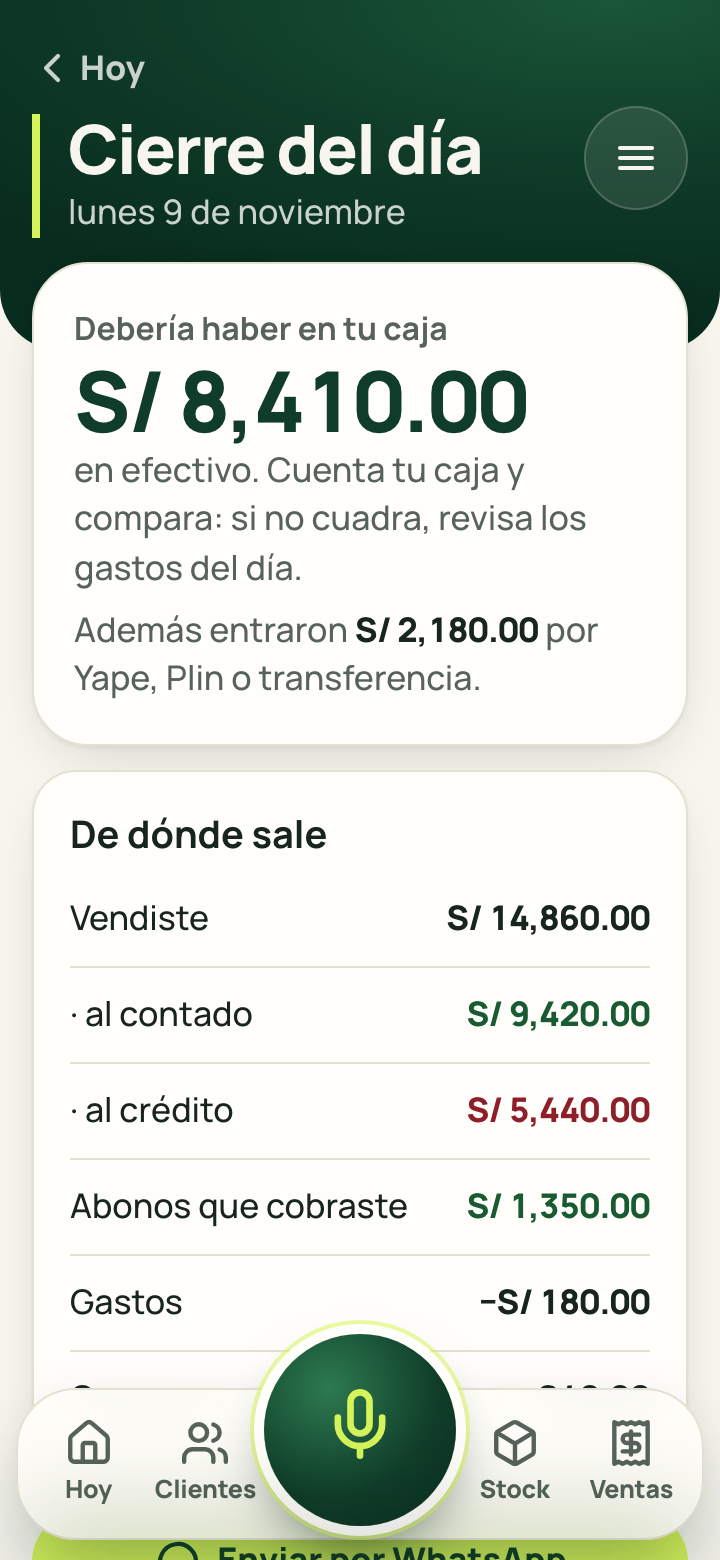 Hoy
Cierre del día
lunes 9 de noviembre
Debería haber en tu caja
S/ 8,410.00
en efectivo. Cuenta tu caja y
compara: si no cuadra, revisa los
gastos del día.
Además entraron S/ 2,180.00 por
Yape, Plin o transferencia.
De dónde sale
Vendiste S/ 14,860.00
· al contado S/ 9,420.00
· al crédito S/ 5,440.00
Abonos que cobraste S/ 1,350.00
Gastos −S/ 180.00
Hoy Clientes Stock Ventas
Enviar por WhatsApp